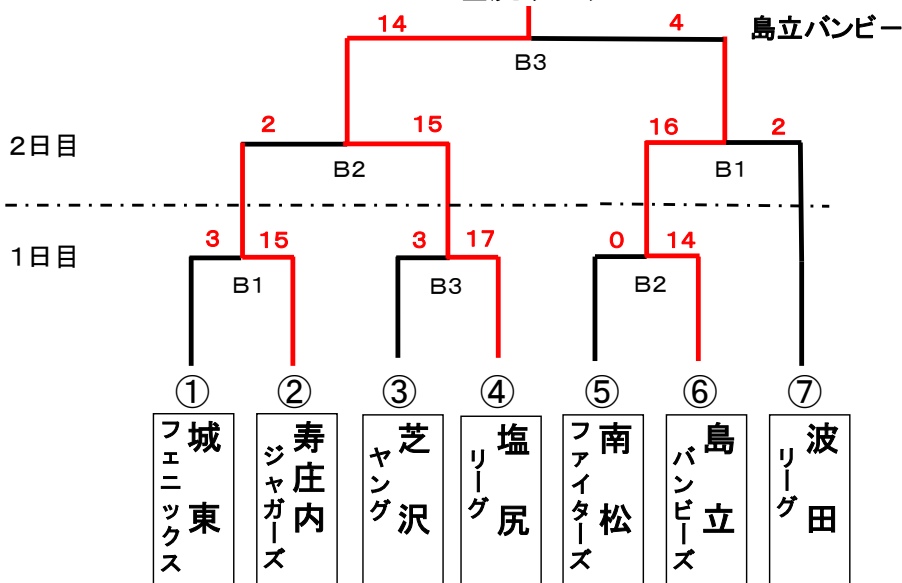 14
4
島立バンビー
B3
2日目
2
15
16
2
B2
B1
1日目
3
15
3
17
0
14
B1
B3
B2
①
②
③
④
⑤
⑥
⑦
城東
フェニックス
寿庄内
ジャガーズ
芝沢
ヤング
塩尻
リーグ
南松
ファイターズ
島立
バンビーズ
波田
リーグ